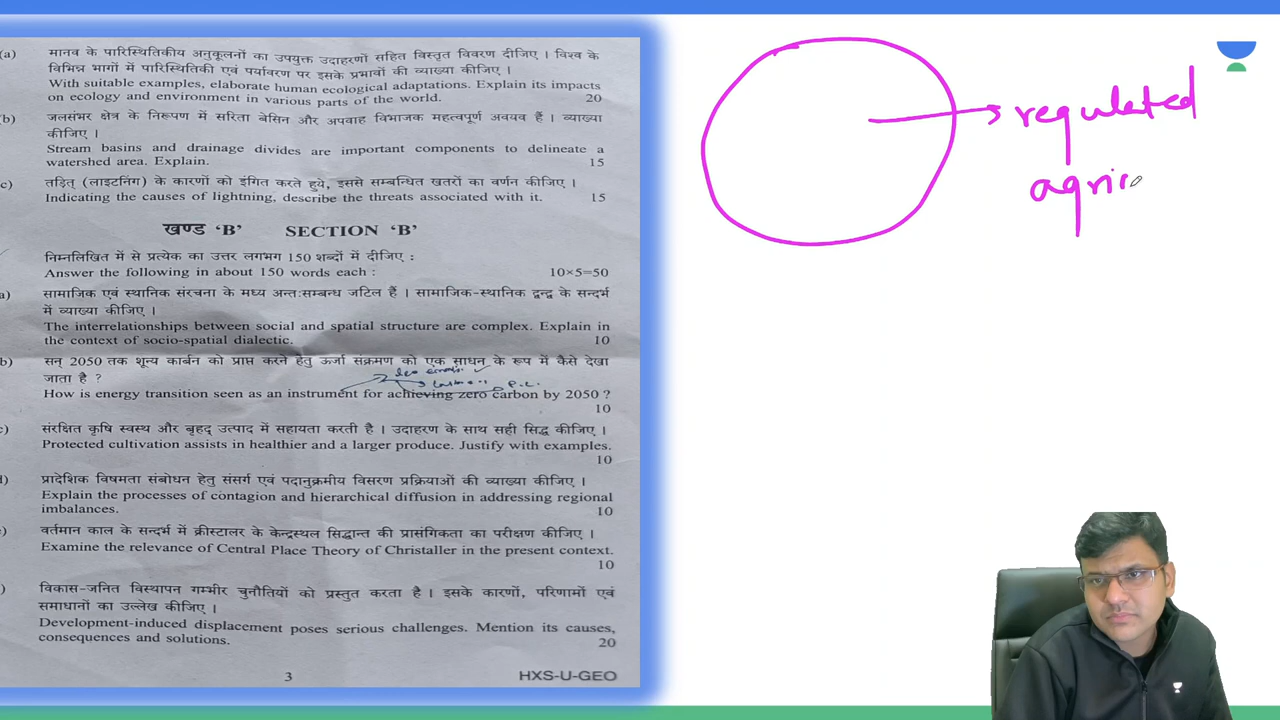 (a) मानव के पारिस्थितिकीय अनुकूलनों का उपयुक्त उदाहरणों सहित विस्तृत विवरण दीजिए । विश्व के
भागों में पारिस्थितिकी एवं पर्यावरण पर इसके प्रभावों की व्याख्या कीजिए ।
With suitable examples, elaborate human ecological adaptations. Explain its impacts
on ecology and environment in various parts of the world. 20
(b) जलसंभर क्षेत्र के निरूपण में सरित और अपवाह विभाजक महत्वपूर्ण अवयव हैं । व्याख्या
कीजिए ।
Stream basins and drainage divides are important components to delineate a
watershed area. Explain. 15
c) तड़ित् (लाइटनिंग) के कारणों को इंगित करते हुये, इससे सम्बन्धित खतरों का वर्णन कीजिए ।
Indicating the causes of lightning, describe the threats associated with it. 15
खण्ड ‘B’ SECTION ‘B’
निम्नलिखित में से प्रत्येक का उत्तर लगभग 150 शब्दों में दीजिए :
Answer the following in about 150 words each : 10×5=50
a) सामाजिक एवं स्थानिक संरचना के मध्य अन्तःसम्बन्ध जटिल हैं । सामाजिक-स्थानिक द्वन्द्व के सन्दर्भ
में व्याख्या कीजिए ।
The interrelationships between social and spatial structure are complex. Explain in
the context of socio-spatial dialectic. 10
b) सन् 2050 तक शून्य कार्बन को प्राप्त करने हेतु ऊर्जा संक्रमण को एक साधन के रूप में कैसे देखा
जाता है ?
How is energy transition seen as an instrument for achieving zero carbon by 2050 ?
10
c) संरक्षित कृषि स्वस्थ और बृहद् उत्पाद में सहायता करती है । उदाहरण के साथ सही सिद्ध कीजिए ।
Protected cultivation assists in healthier and a larger produce. Justify with examples.
10
d) प्रादेशिक विषमता संबोधन हेतु संसर्ग एवं पदानुक्रमीय विसरण प्रक्रियाओं की व्याख्या कीजिए ।
Explain the processes of contagion and hierarchical diffusion in addressing regional
imbalances. 10
) वर्तमान काल के सन्दर्भ में क्रीस्टालर के केन्द्रस्थल सिद्धान्त की प्रासंगिकता का परीक्षण कीजिए ।
Examine the relevance of Central Place Theory of Christaller in the present context.
10
) विकास-जनित विस्थापन गम्भीर चुनौतियों को प्रस्तुत करता है । इसके कारणों, परिणामों एवं
समाधानों का उल्लेख कीजिए ।
Development-induced displacement poses serious challenges. Mention its causes,
consequences and solutions. 20
3 HXS-U-GEO
regulated
agri